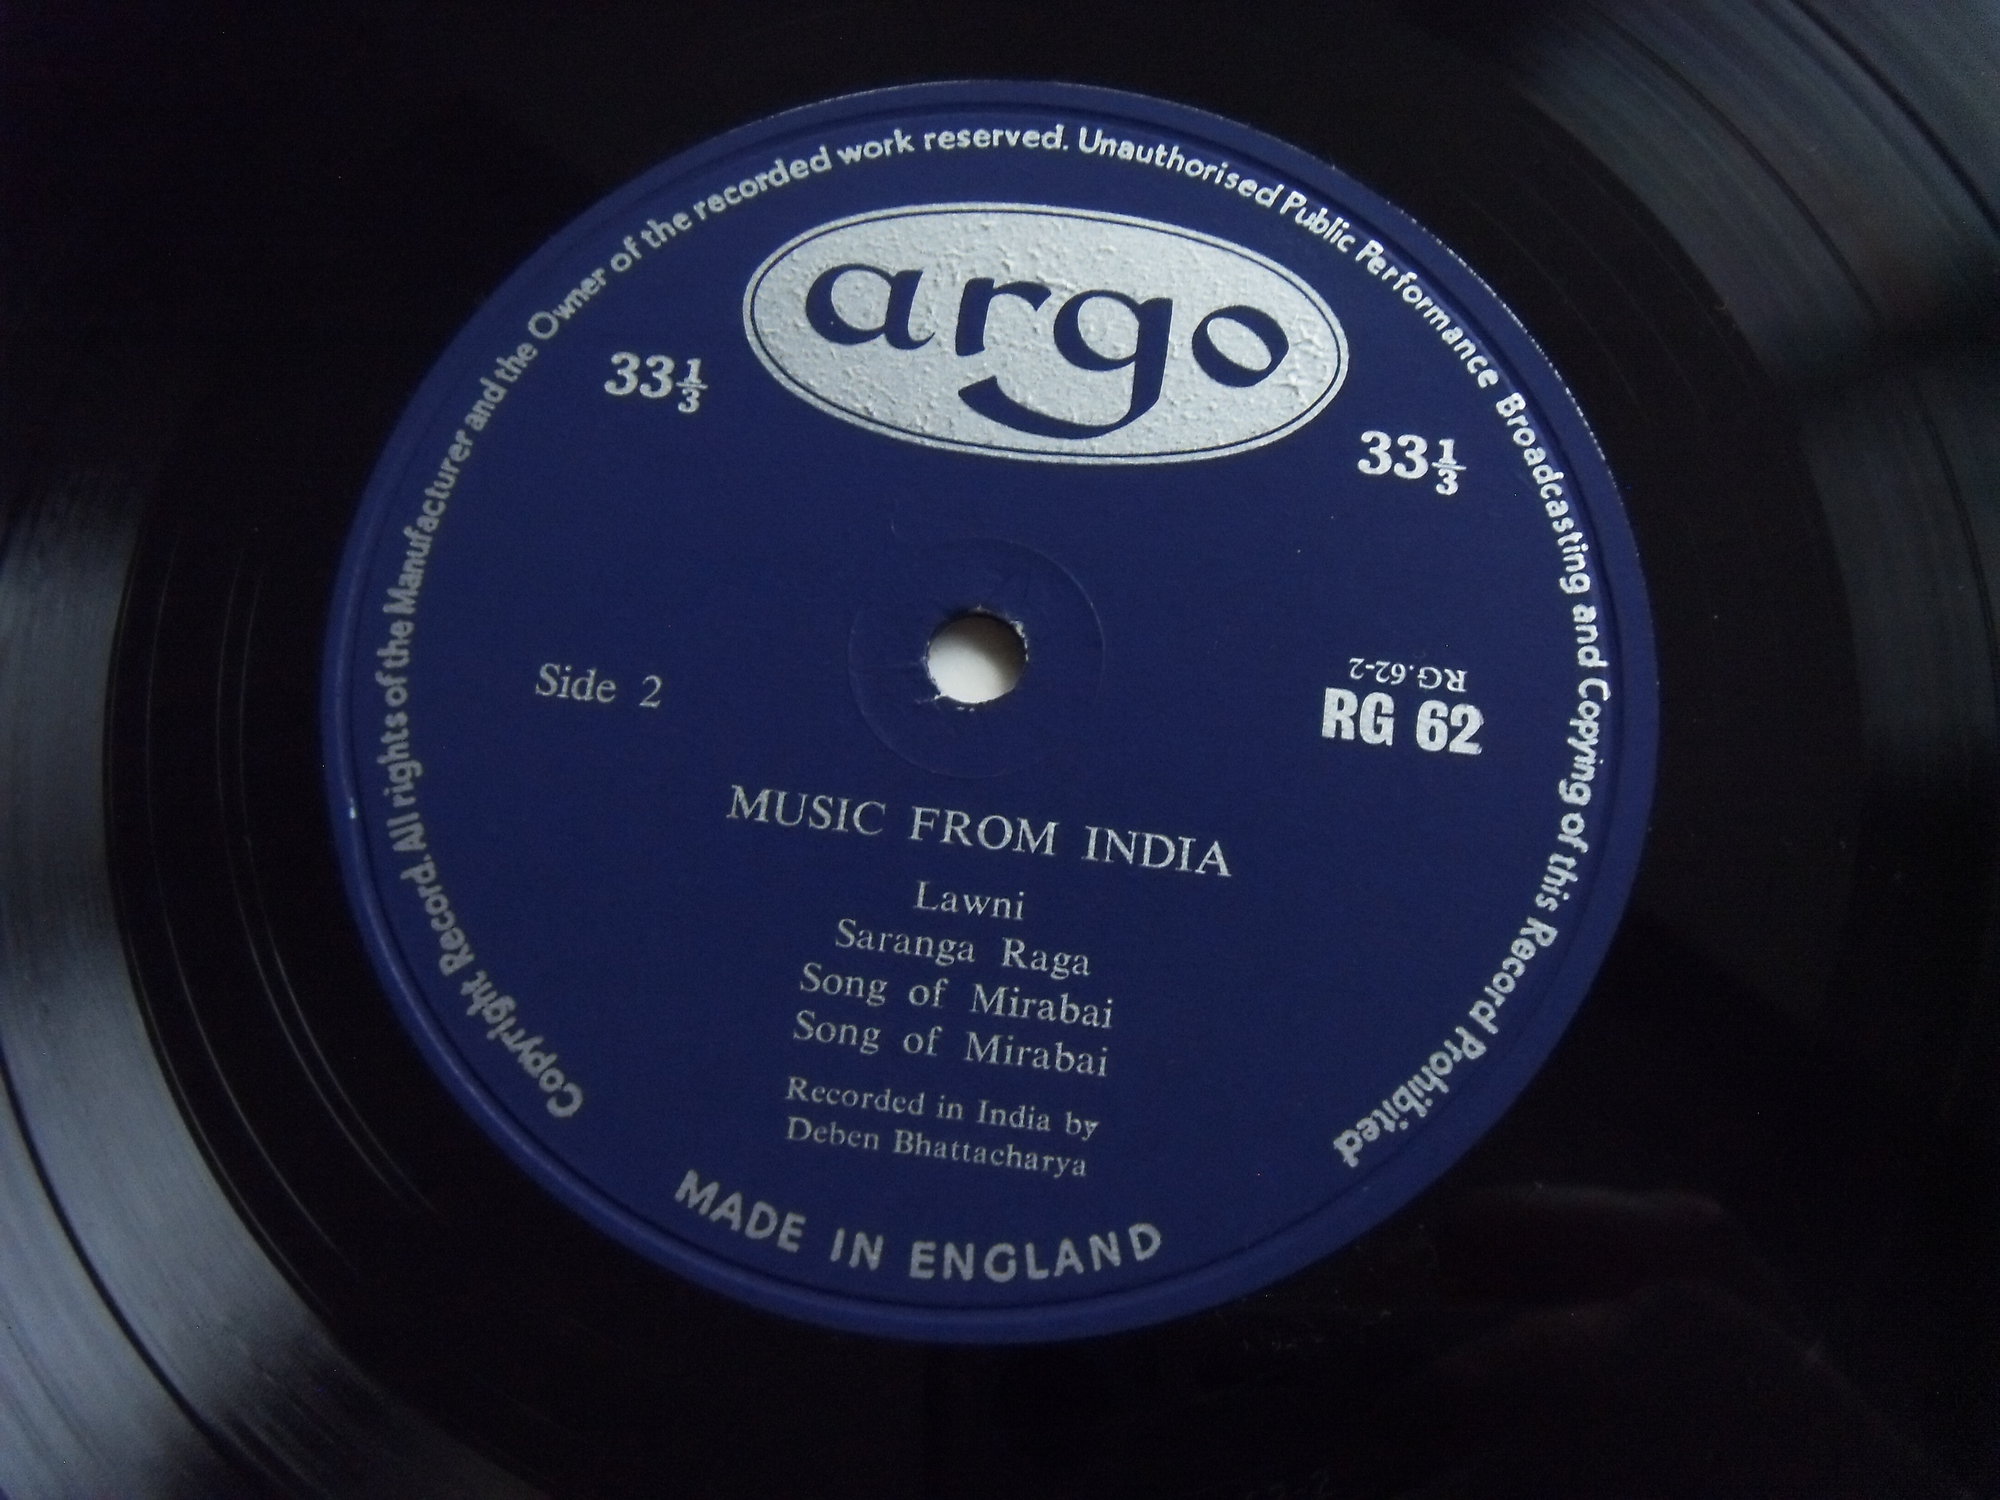 Copyright Record. All rights of the Manufacturer and the Owner of the recorded work reserved. Unauthorised Public Performance Broadcasting and Copying of this Record Prohibited
argo
33⅓
33⅓
Side 2
RG.62-2
RG 62
MUSIC FROM INDIA
Lawni
Saranga Raga
Song of Mirabai
Song of Mirabai
Recorded in India by
Deben Bhattacharya
MADE IN ENGLAND